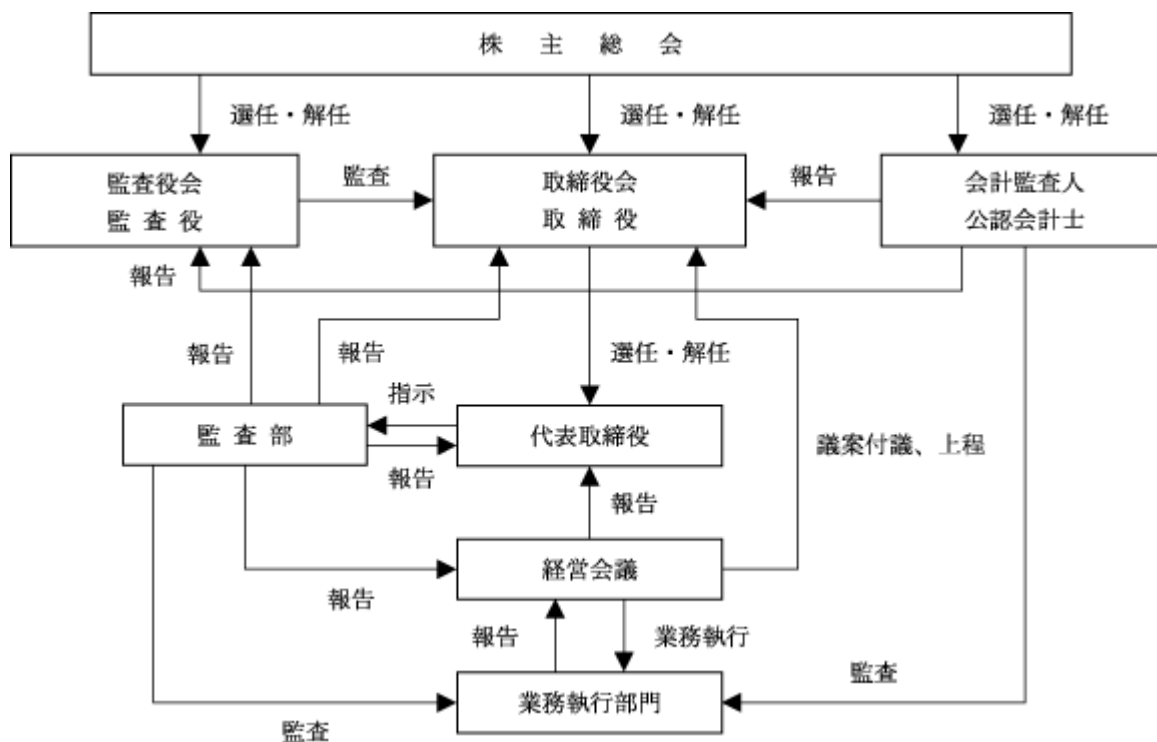 株主総会
選任・解任
選任・解任
選任・解任
監査役会
監査役
監査
取締役会
取締役
報告
会計監査人
公認会計士
報告
報告
報告
選任・解任
指示
監査部
代表取締役
議案付議、上程
報告
報告
経営会議
報告
報告
業務執行
監査
業務執行部門
監査